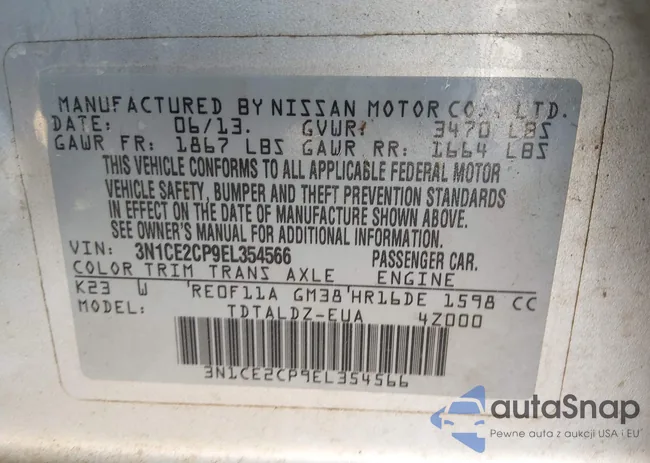 MANUFACTURED BY NISSAN MOTOR CO., LTD.
DATE: 06/13. GVWR: 3470 LBS
GAWR FR: 1867 LBS GAWR RR: 1664 LBS
THIS VEHICLE CONFORMS TO ALL APPLICABLE FEDERAL MOTOR
VEHICLE SAFETY, BUMPER AND THEFT PREVENTION STANDARDS
IN EFFECT ON THE DATE OF MANUFACTURE SHOWN ABOVE.
SEE OWNER'S MANUAL FOR ADDITIONAL INFORMATION.
VIN: 3N1CE2CP9EL354566 PASSENGER CAR.
COLOR TRIM TRANS AXLE ENGINE
K23 W 'RE0F11A GM38'HR16DE 1598 CC
MODEL: TDTALDZ-EUA 4Z000
3N1CE2CP9EL354566
autaSnap
Pewne auta z aukcji USA i EU